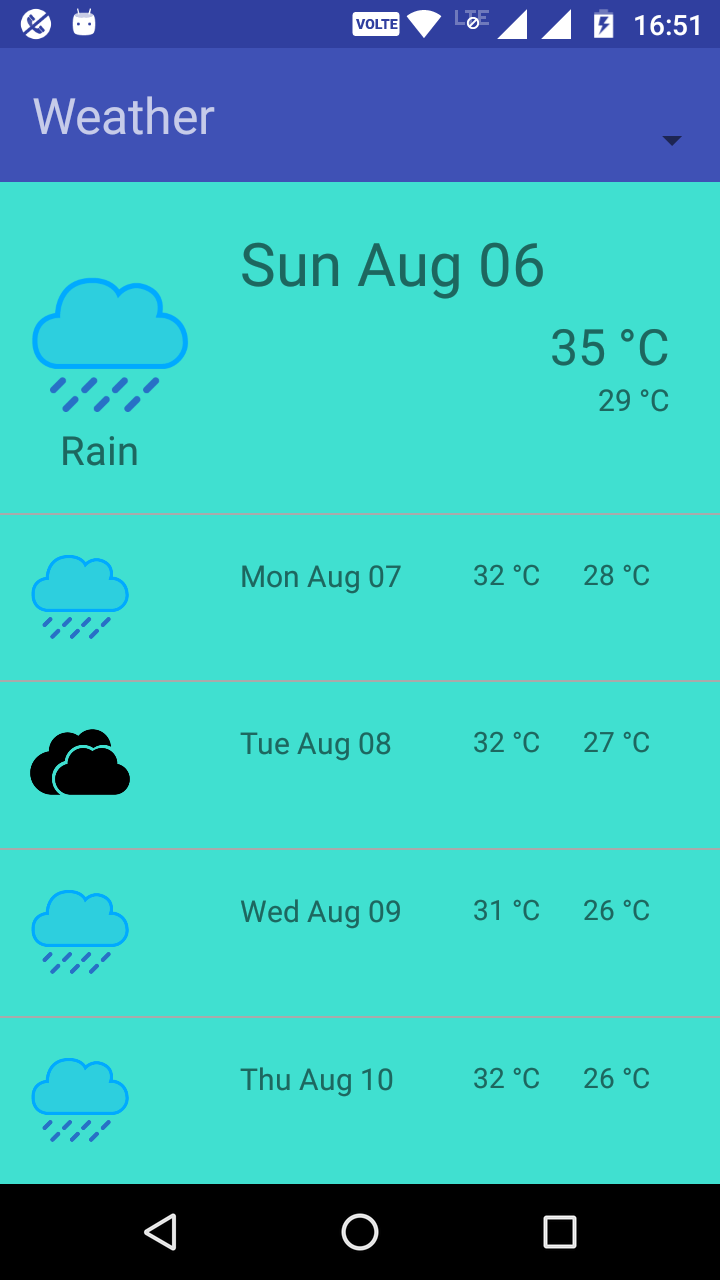 VOLTE LTE 16:51
Weather
Sun Aug 06
35 °C
29 °C
Rain
Mon Aug 07 32 °C 28 °C
Tue Aug 08 32 °C 27 °C
Wed Aug 09 31 °C 26 °C
Thu Aug 10 32 °C 26 °C